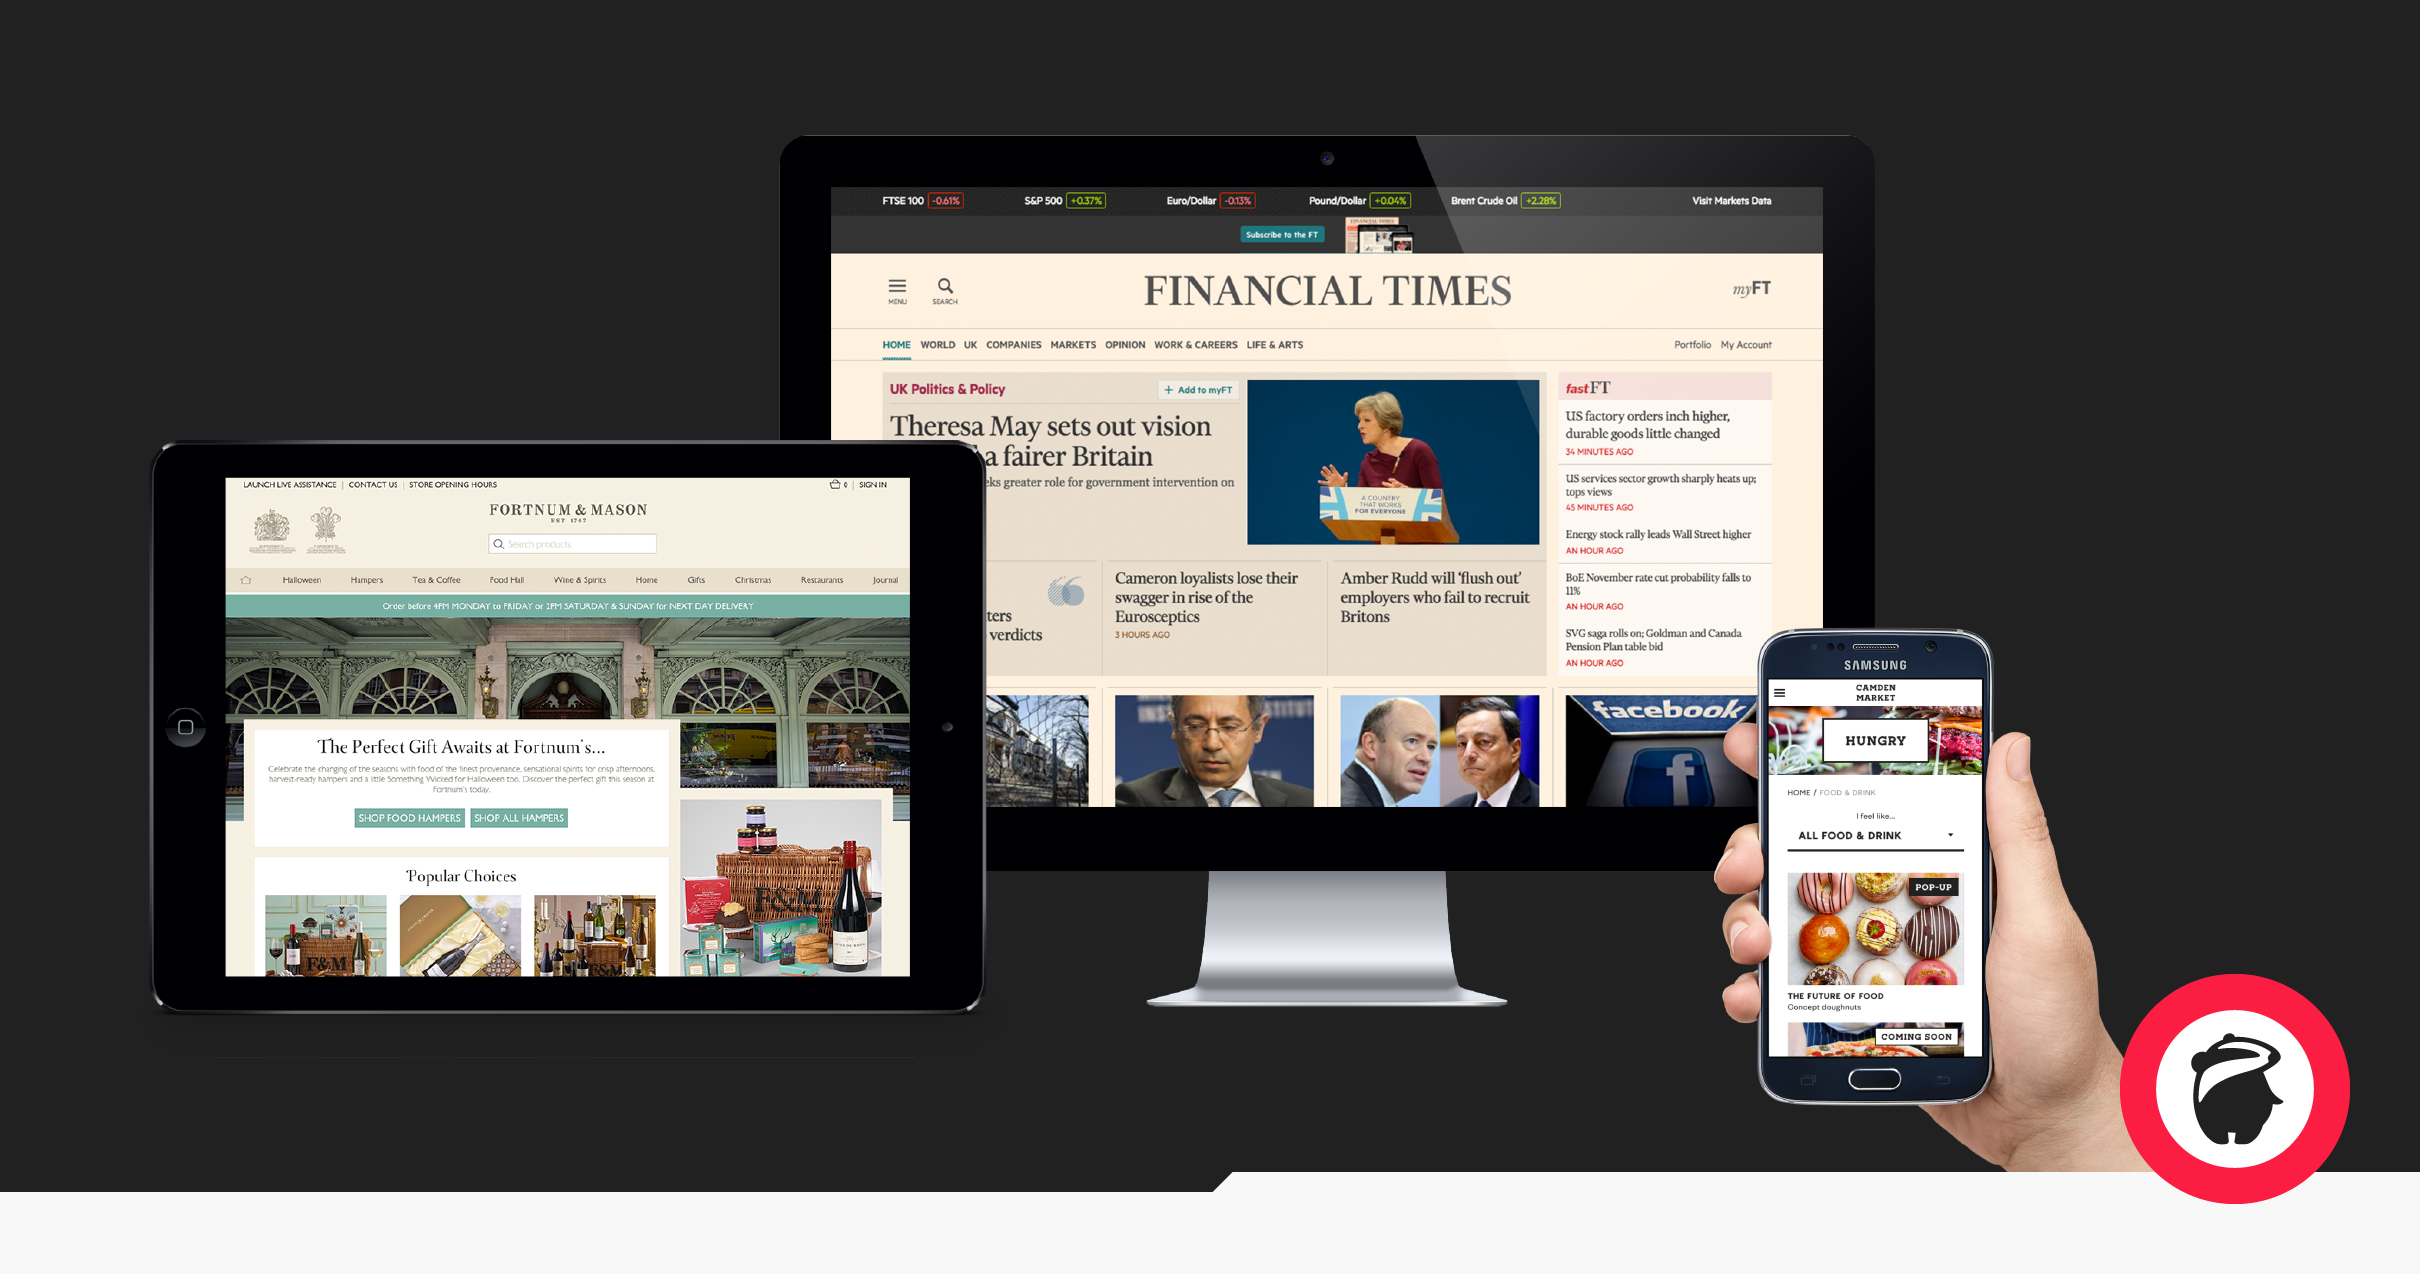 FTSE 100 -0.61% S&P 500 +0.37% Euro/Dollar -0.13% Pound/Dollar +0.04% Brent Crude Oil +2.28% Visit Markets Data
Subscribe to the FT
FINANCIAL TIMES
MENU
SEARCH
FINANCIAL TIMES
myFT
HOME WORLD UK COMPANIES MARKETS OPINION WORK & CAREERS LIFE & ARTS
Portfolio My Account
UK Politics & Policy
+ Add to myFT
Theresa May sets out vision
a fairer Britain
eks greater role for government intervention on
A COUNTRY
THAT WORKS
FOR EVERYONE
fastFT
US factory orders inch higher,
durable goods little changed
34 MINUTES AGO
US services sector growth sharply heats up;
tops views
45 MINUTES AGO
Energy stock rally leads Wall Street higher
AN HOUR AGO
BoE November rate cut probability falls to
11%
AN HOUR AGO
SVG saga rolls on; Goldman and Canada
Pension Plan table bid
AN HOUR AGO
ters
verdicts
Cameron loyalists lose their
swagger in rise of the
Eurosceptics
3 HOURS AGO
Amber Rudd will 'flush out'
employers who fail to recruit
Britons
facebook
f
LAUNCH LIVE ASSISTANCE | CONTACT US | STORE OPENING HOURS
0 | SIGN IN
FORTNUM & MASON
EST 1707
Search products
Halloween Hampers Tea & Coffee Food Hall Wine & Spirits Home Gifts Christmas Restaurants Journal
Order before 4PM MONDAY to FRIDAY or 2PM SATURDAY & SUNDAY for NEXT DAY DELIVERY
The Perfect Gift Awaits at Fortnum's...
Celebrate the changing of the seasons with food of the finest provenance, sensational spirits for crisp afternoons,
harvest-ready hampers and a little Something Wicked for Halloween too. Discover the perfect gift this season at
Fortnum's today.
SHOP FOOD HAMPERS
SHOP ALL HAMPERS
Popular Choices
F&M
SAMSUNG
CAMDEN
MARKET
HUNGRY
HOME / FOOD & DRINK
I feel like...
ALL FOOD & DRINK
POP-UP
THE FUTURE OF FOOD
Concept doughnuts
COMING SOON